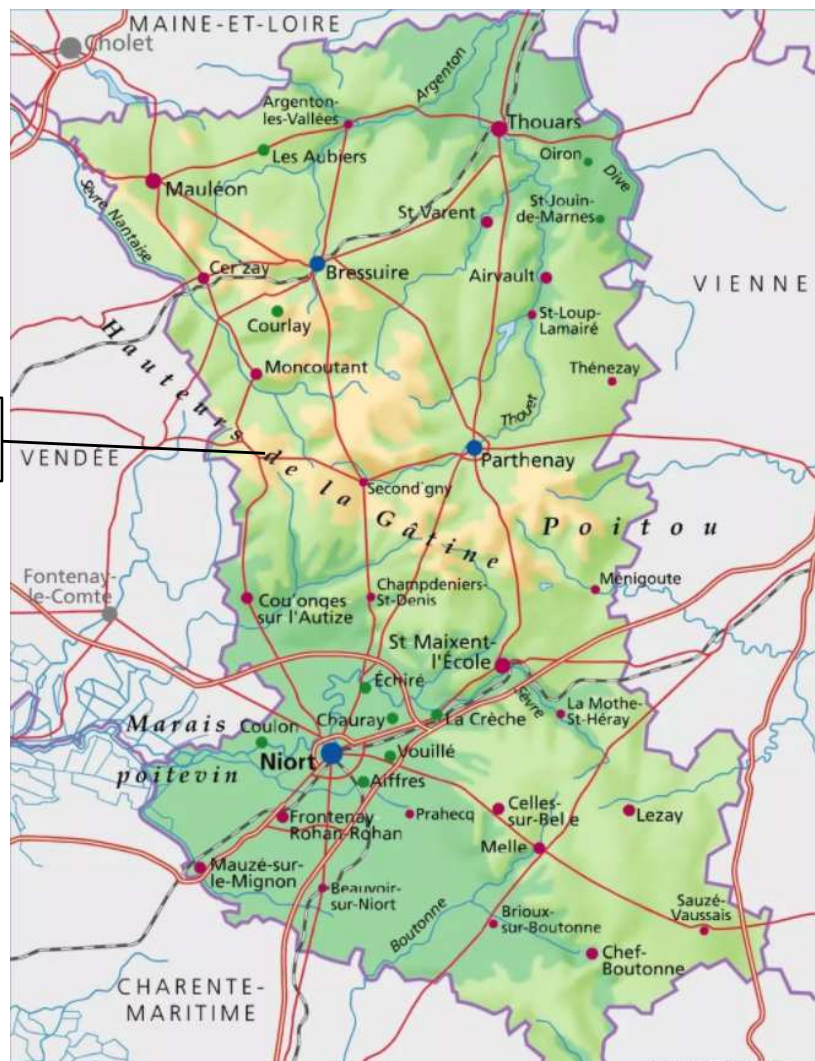 MAINE-ET-LOIRE
Cholet
Argenton
Argenton-
les-Vallées
Thouars
Les Aubiers
Oiron
Dive
Mauléon
Sèvre Nantaise
St-Jouin-
de-Marnes
St Varent
Cerizay
Bressuire
Airvault
VIENNE
Courlay
St-Loup-
Lamairé
Hauteurs de la Gâtine
Moncoutant
Thénezay
Thouet
VENDÉE
Parthenay
Secondigny
Poitou
Fontenay-
le-Comte
Coulonges
sur l'Autize
Champdeniers-
St-Denis
Ménigoute
St Maixent-
l'École
Échiré
Sèvre
La Mothe-
St-Héray
Marais
poitevin
Coulon
Chauray
La Crèche
Niort
Vouillé
Aiffres
Frontenay
Rohan-Rohan
Prahecq
Celles-
sur-Belle
Lezay
Melle
Mauzé-sur-
le-Mignon
Beauvoir-
sur-Niort
Boutonne
Brioux-
sur-Boutonne
Sauzé-
Vaussais
Chef-
Boutonne
CHARENTE-
MARITIME